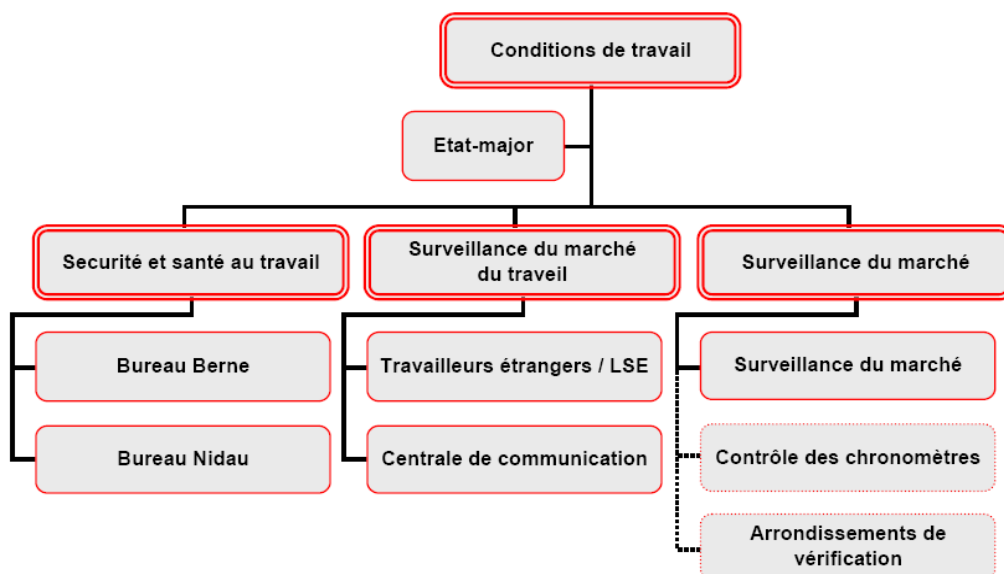 Conditions de travail
Etat-major
Securité et santé au travail
Surveillance du marché
du traveil
Surveillance du marché
Bureau Berne
Travailleurs étrangers / LSE
Surveillance du marché
Bureau Nidau
Centrale de communication
Contrôle des chronomètres
Arrondissements de
vérification